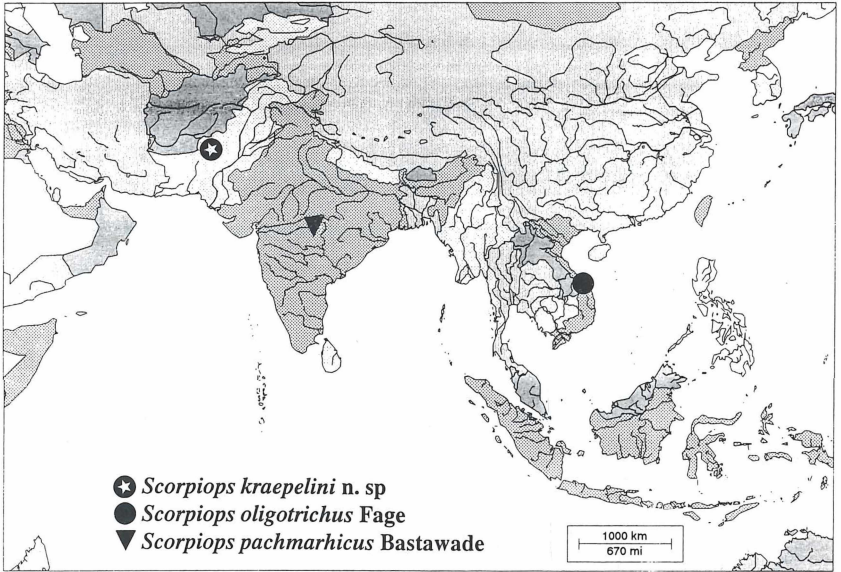 Scorpiops kraepelini n. sp
Scorpiops oligotrichus Fage
Scorpiops pachmarhicus Bastawade
1000 km
670 mi